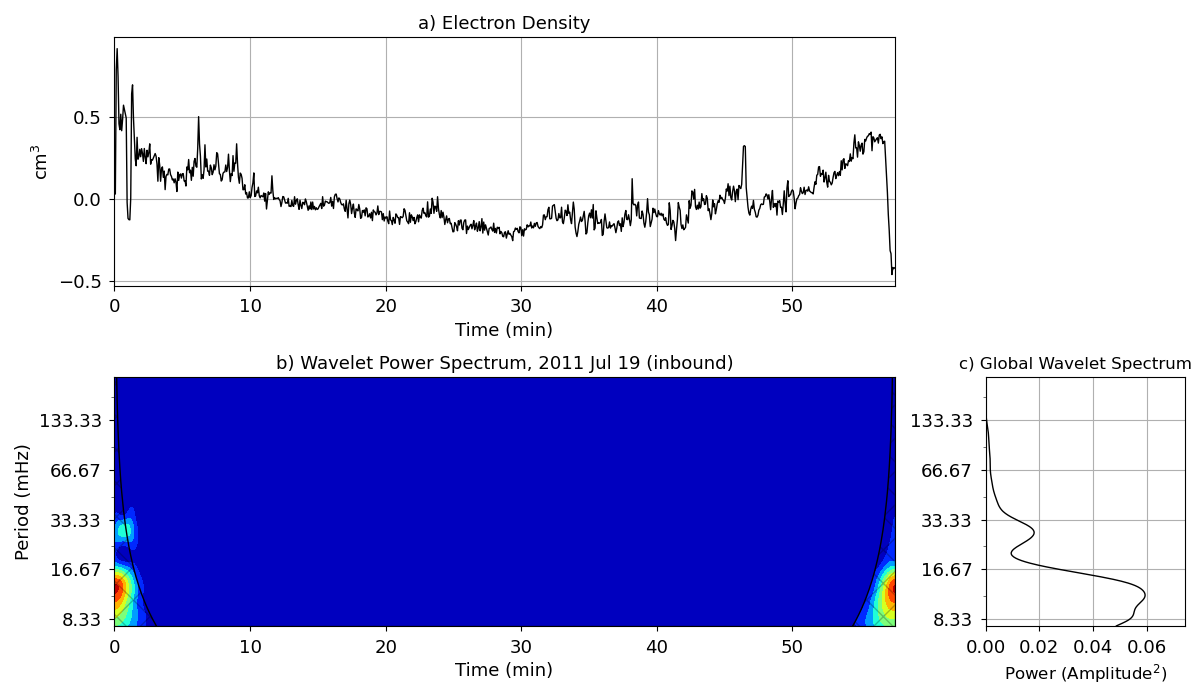 a) Electron Density
cm³
0.5
0.0
−0.5
0 10 20 30 40 50
Time (min)
b) Wavelet Power Spectrum, 2011 Jul 19 (inbound)
Period (mHz)
133.33
66.67
33.33
16.67
8.33
0 10 20 30 40 50
Time (min)
c) Global Wavelet Spectrum
133.33
66.67
33.33
16.67
8.33
0.00 0.02 0.04 0.06
Power (Amplitude²)